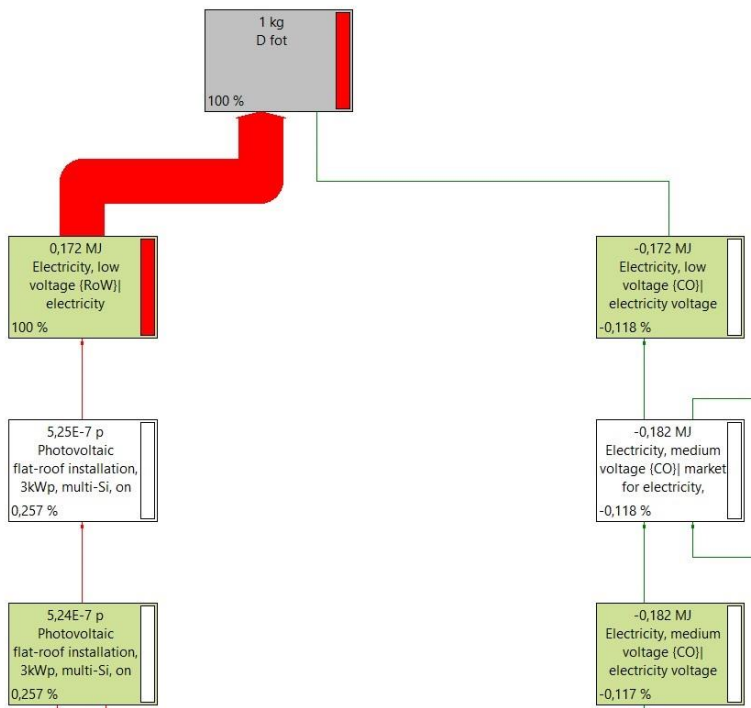 1 kg
D fot
100 %
0,172 MJ
Electricity, low
voltage {RoW}|
electricity
100 %
-0,172 MJ
Electricity, low
voltage {CO}|
electricity voltage
-0,118 %
5,25E-7 p
Photovoltaic
flat-roof installation,
3kWp, multi-Si, on
0,257 %
-0,182 MJ
Electricity, medium
voltage {CO}| market
for electricity,
-0,118 %
5,24E-7 p
Photovoltaic
flat-roof installation,
3kWp, multi-Si, on
0,257 %
-0,182 MJ
Electricity, medium
voltage {CO}|
electricity voltage
-0,117 %